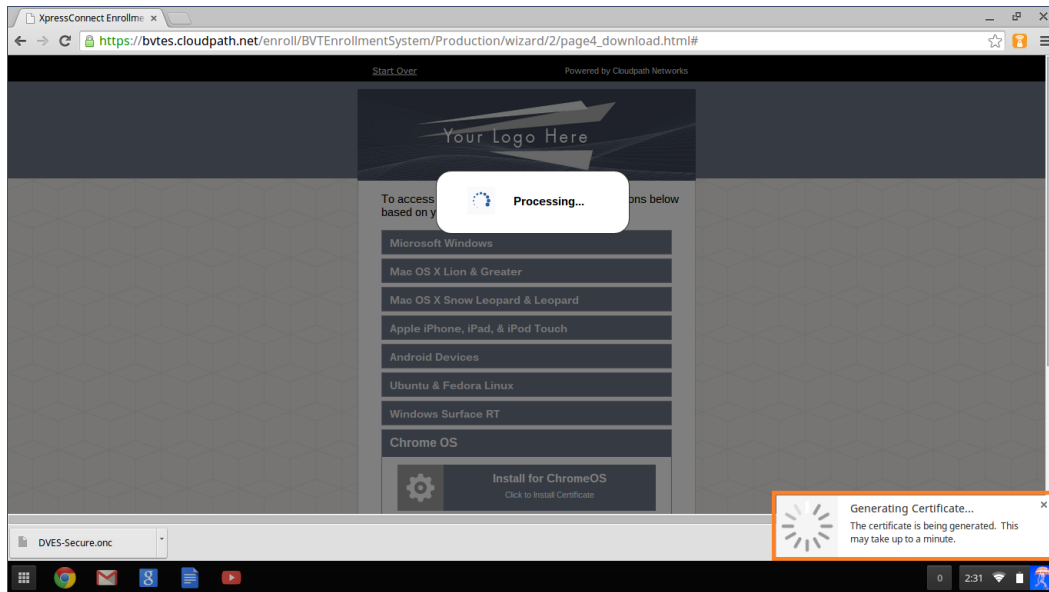 XpressConnect Enrollme
https://bvtes.cloudpath.net/enroll/BVTEnrollmentSystem/Production/wizard/2/page4_download.html#
Start Over
Powered by Cloudpath Networks
Your Logo Here
To access
ons below
based on y
Processing...
Microsoft Windows
Mac OS X Lion & Greater
Mac OS X Snow Leopard & Leopard
Apple iPhone, iPad, & iPod Touch
Android Devices
Ubuntu & Fedora Linux
Windows Surface RT
Chrome OS
Install for ChromeOS
Click to Install Certificate
Generating Certificate...
The certificate is being generated. This
may take up to a minute.
DVES-Secure.onc
8
0
2:31